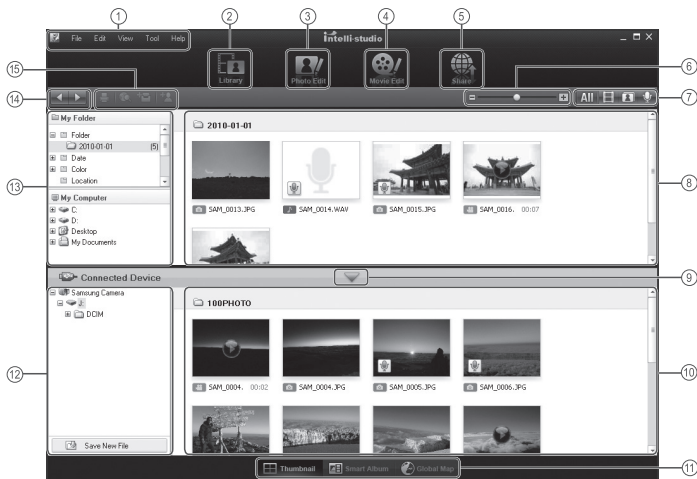 ①
②
③
④
⑤
File Edit View Tool Help
intelli-studio
Library
Photo Edit
Movie Edit
Share
⑮
⑥
⑭
All
⑦
My Folder
Folder
2010-01-01 (5)
Date
Color
Location
⑬
My Computer
C:
D:
Desktop
My Documents
2010-01-01
SAM_0013.JPG
SAM_0014.WAV
SAM_0015.JPG
SAM_0016. 00:07
⑧
Connected Device
⑨
Samsung Camera
J:
DCIM
⑫
Save New File
100PHOTO
SAM_0004. 00:02
SAM_0004.JPG
SAM_0005.JPG
SAM_0006.JPG
⑩
Thumbnail
Smart Album
Global Map
⑪